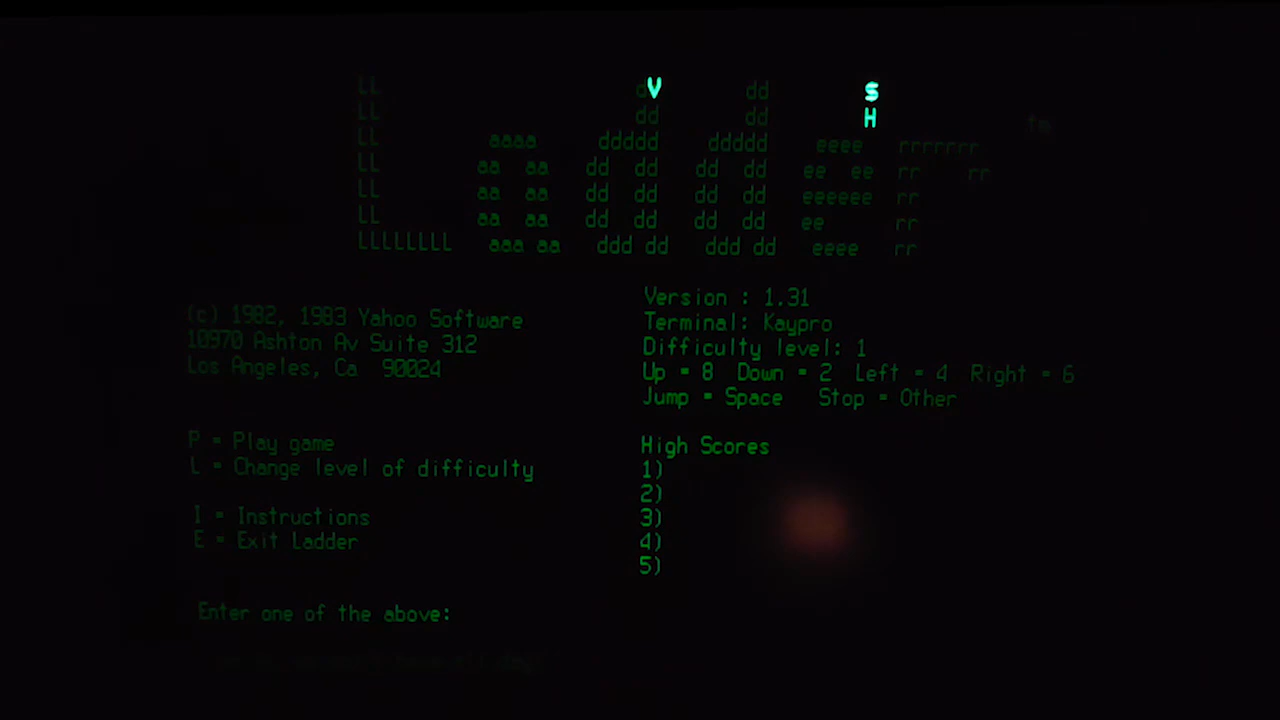 LL dV dd S
LL dd dd H
LL aaaa ddddd ddddd eeee rrrrrrr tm
LL aa aa dd dd dd dd ee ee rr rr
LL aa aa dd dd dd dd eeeeee rr
LL aa aa dd dd dd dd ee rr
LLLLLLLL aaa aa ddd dd ddd dd eeee rr
Version : 1.31
(c) 1982, 1983 Yahoo Software
Terminal: Kaypro
10970 Ashton Av Suite 312
Difficulty level: 1
Los Angeles, Ca 90024
Up = 8 Down = 2 Left = 4 Right = 6
Jump = Space Stop = Other
P = Play game
High Scores
L = Change level of difficulty
1)
2)
I = Instructions
3)
E = Exit Ladder
4)
5)
Enter one of the above: